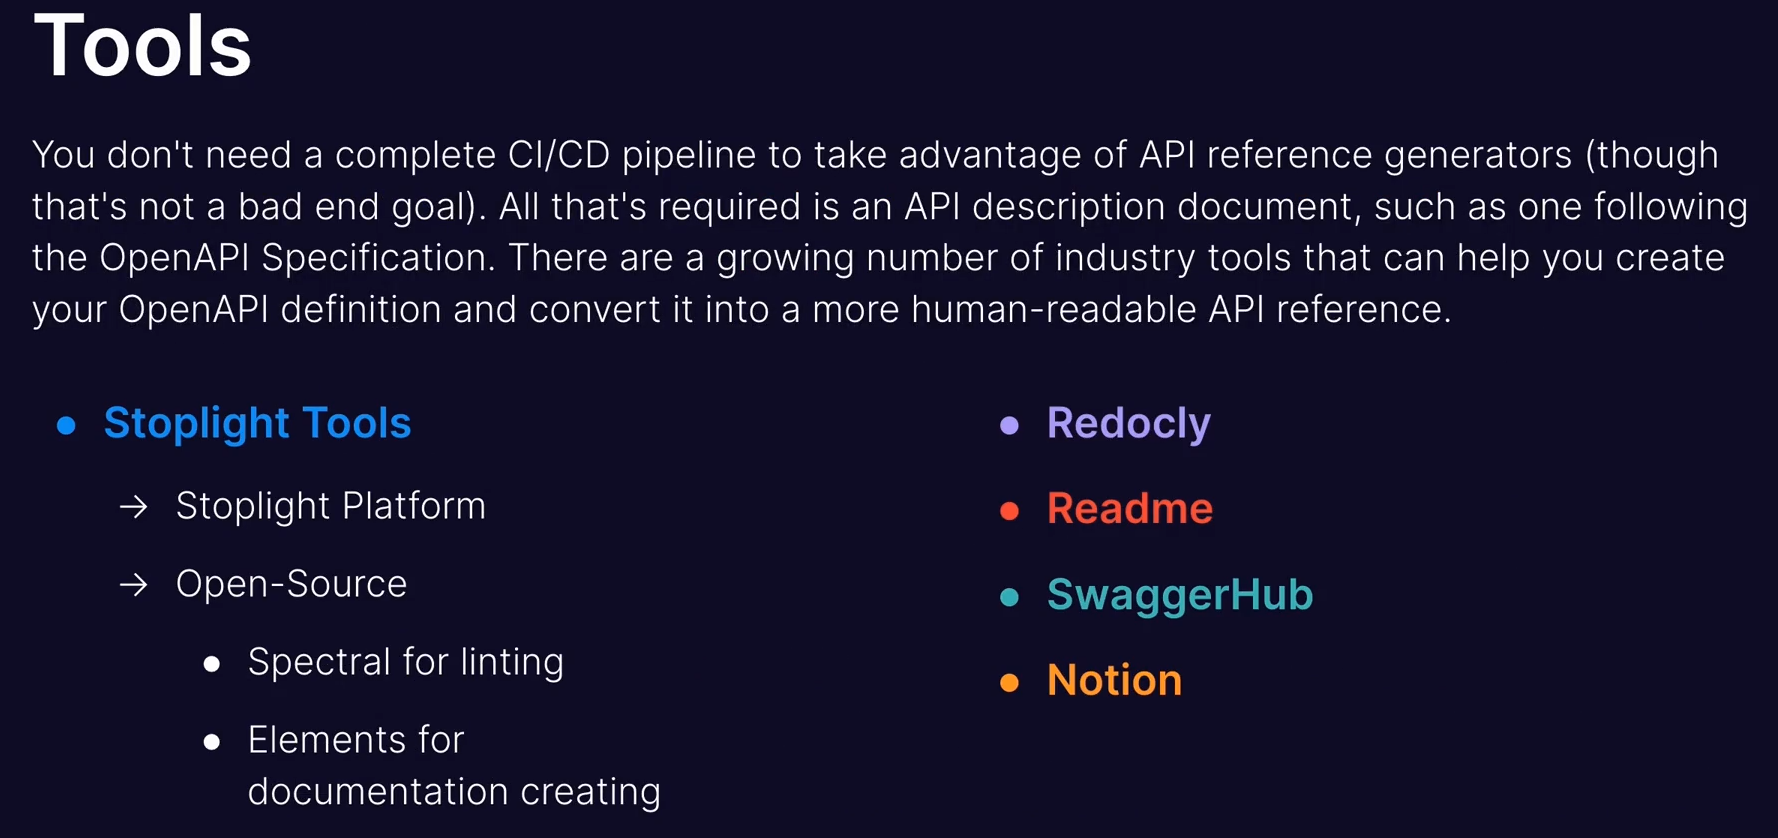 Tools
You don't need a complete CI/CD pipeline to take advantage of API reference generators (though
that's not a bad end goal). All that's required is an API description document, such as one following
the OpenAPI Specification. There are a growing number of industry tools that can help you create
your OpenAPI definition and convert it into a more human-readable API reference.
● Stoplight Tools
→ Stoplight Platform
→ Open-Source
● Spectral for linting
● Elements for
documentation creating
● Redocly
● Readme
● SwaggerHub
● Notion